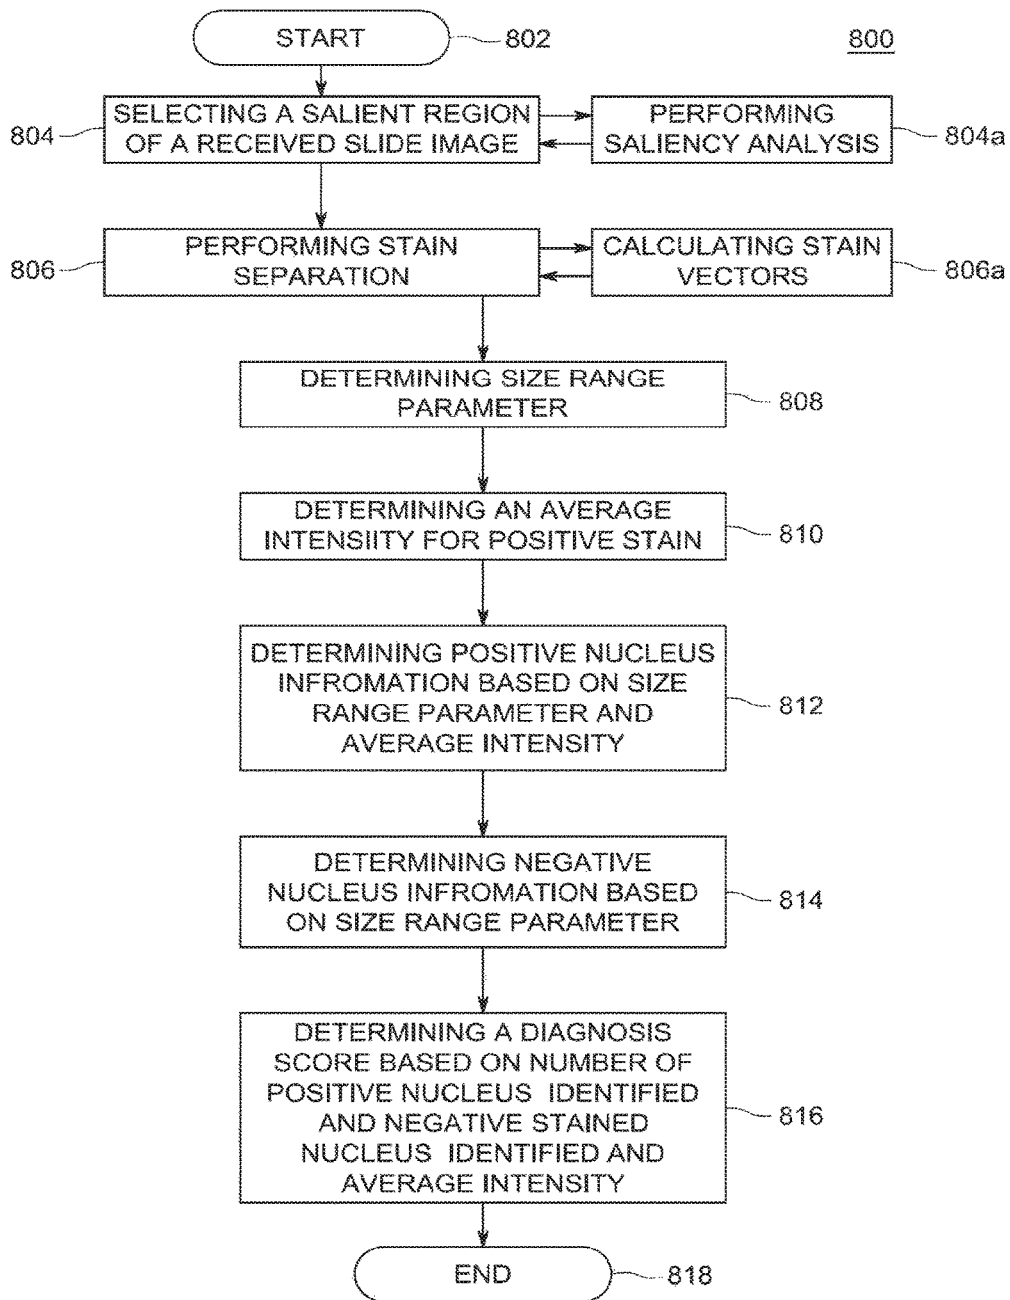 START
802
800
804
SELECTING A SALIENT REGION
OF A RECEIVED SLIDE IMAGE
PERFORMING
SALIENCY ANALYSIS
804a
806
PERFORMING STAIN
SEPARATION
CALCULATING STAIN
VECTORS
806a
DETERMINING SIZE RANGE
PARAMETER
808
DETERMINING AN AVERAGE
INTENSIITY FOR POSITIVE STAIN
810
DETERMINING POSITIVE NUCLEUS
INFROMATION BASED ON SIZE
RANGE PARAMETER AND
AVERAGE INTENSITY
812
DETERMINING NEGATIVE
NUCLEUS INFROMATION BASED
ON SIZE RANGE PARAMETER
814
DETERMINING A DIAGNOSIS
SCORE BASED ON NUMBER OF
POSITIVE NUCLEUS IDENTIFIED
AND NEGATIVE STAINED
NUCLEUS IDENTIFIED AND
AVERAGE INTENSITY
816
END
818